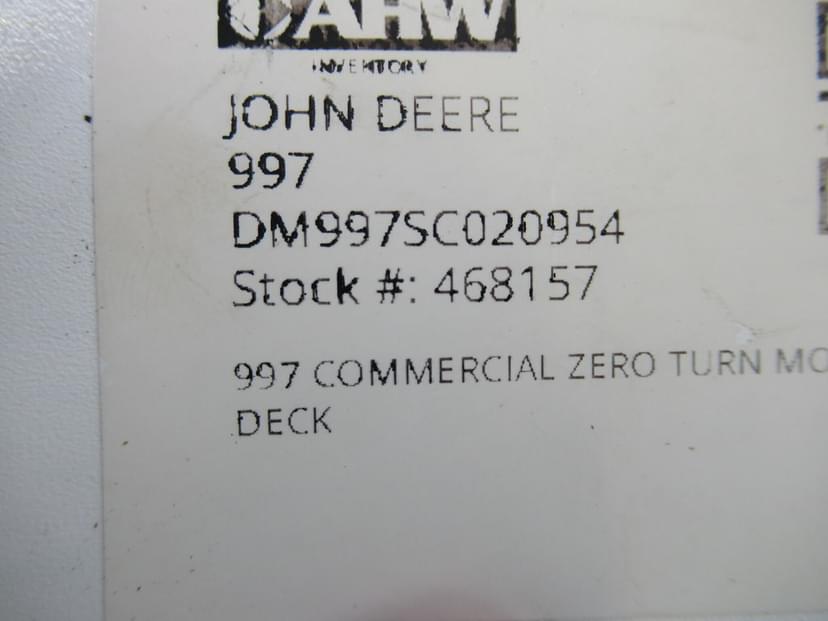 AHW
INVENTORY
JOHN DEERE
997
DM997SC020954
Stock #: 468157
997 COMMERCIAL ZERO TURN
DECK